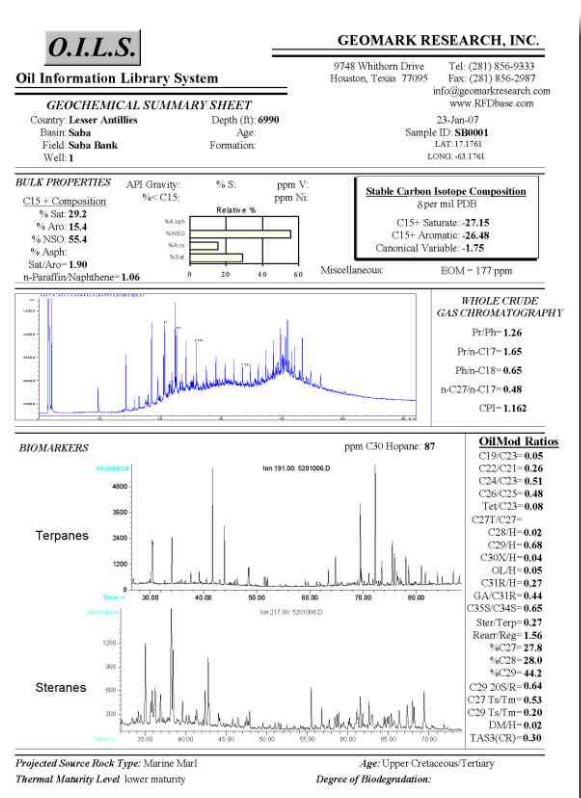 O.I.L.S.
Oil Information Library System
GEOMARK RESEARCH, INC.
9748 Whithorn Drive
Houston, Texas 77095
Tel: (281) 856-9333
Fax: (281) 856-2987
info@geomarkresearch.com
www.RFDbase.com
GEOCHEMICAL SUMMARY SHEET
Country: Lesser Antillies
Basin: Saba
Field: Saba Bank
Well: 1
Depth (ft): 6990
Age:
Formation:
23-Jan-07
Sample ID: SB0001
LAT: 17.1761
LONG: -63.1761
BULK PROPERTIES
API Gravity:
%< C15:
% S:
ppm V:
ppm Ni:
C15 + Composition
% Sat: 29.2
% Aro: 15.4
% NSO: 55.4
% Asph:
Sat/Aro= 1.90
n-Paraffin/Naphthene= 1.06
Relative %
%Asph
%NSO
%Aro
%Sat
0 20 40 60
Stable Carbon Isotope Composition
δ per mil PDB
C15+ Saturate: -27.15
C15+ Aromatic: -26.48
Canonical Variable: -1.75
Miscellaneous:
EOM = 177 ppm
WHOLE CRUDE
GAS CHROMATOGRAPHY
Pr/Ph= 1.26
Pr/n-C17= 1.65
Ph/n-C18= 0.65
n-C27/n-C17= 0.48
CPI= 1.162
BIOMARKERS
ppm C30 Hopane: 87
Terpanes
Abundance
Ion 191.00: 5281006.D
4800
3600
2400
1200
0
Time->
30.00 40.00 50.00 60.00 70.00 80.00
Steranes
Abundance
Ion 217.00: 5281006.D
1200
900
600
300
Time->
35.00 40.00 45.00 50.00 55.00 60.00 65.00 70.00
OilMod Ratios
C19/C23= 0.05
C22/C21= 0.26
C24/C23= 0.51
C26/C25= 0.48
Tet/C23= 0.08
C27T/C27=
C28/H= 0.02
C29/H= 0.68
C30X/H= 0.04
OL/H= 0.05
C31R/H= 0.27
GA/C31R= 0.44
C35S/C34S= 0.65
Ster/Terp= 0.27
Rearr/Reg= 1.56
%C27= 27.8
%C28= 28.0
%C29= 44.2
C29 20S/R= 0.64
C27 Ts/Tm= 0.53
C29 Ts/Tm= 0.20
DM/H= 0.02
TAS3(CR)= 0.30
Projected Source Rock Type: Marine Marl
Age: Upper Cretaceous/Tertiary
Thermal Maturity Level lower maturity
Degree of Biodegradation: